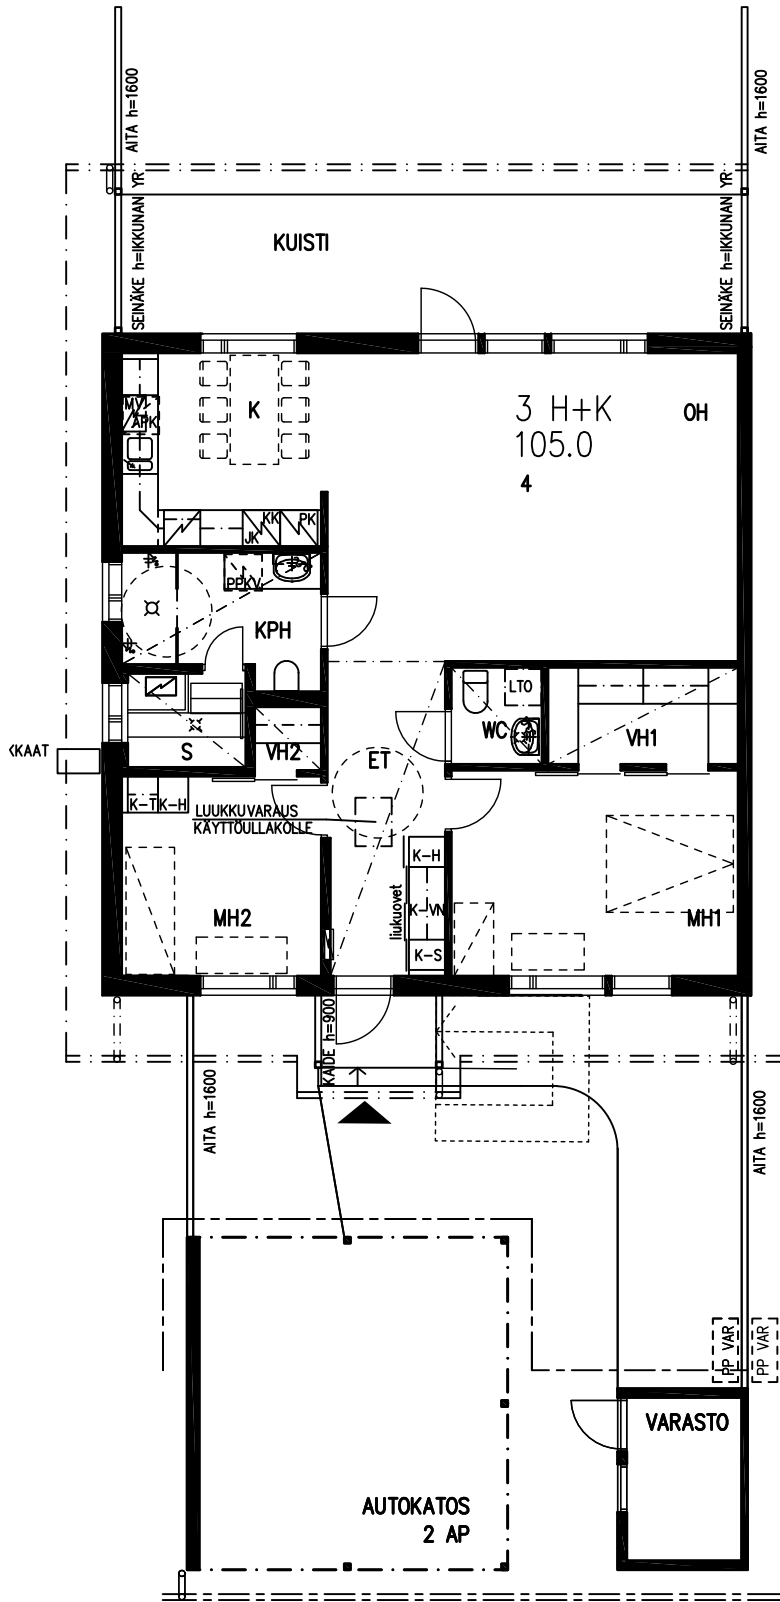 AITA h=1600
AITA h=1600
SEINÄKE h=IKKUNAN YR
SEINÄKE h=IKKUNAN YR
KUISTI
K
3 H+K
105.0
4
OH
MV
APK
KK
PK
JK
PPKV
KPH
LTO
WC
VH1
S
VH2
ET
KAAT
K-T
K-H
LUUKKUVARAUS
KÄYTTÖULLAKOLLE
K-H
liukuovet
K-VN
K-S
MH2
MH1
KAIDE h=900
AITA h=1600
AITA h=1600
PP VAR
PP VAR
VARASTO
AUTOKATOS
2 AP